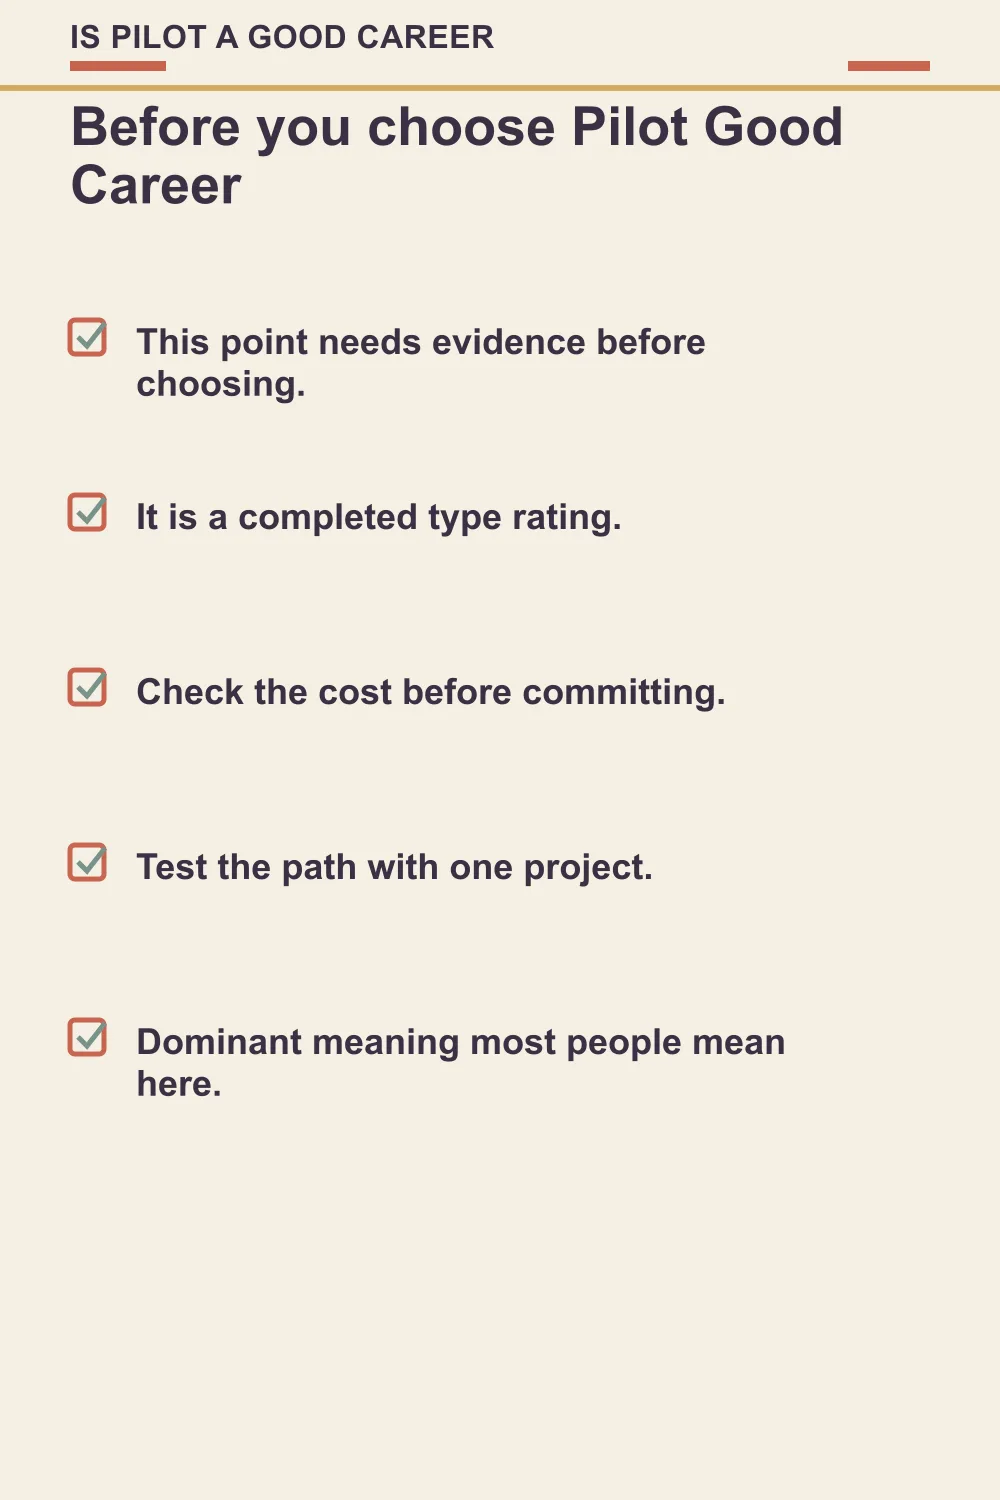 IS PILOT A GOOD CAREER
Before you choose Pilot Good
Career
This point needs evidence before
choosing.
It is a completed type rating.
Check the cost before committing.
Test the path with one project.
Dominant meaning most people mean
here.